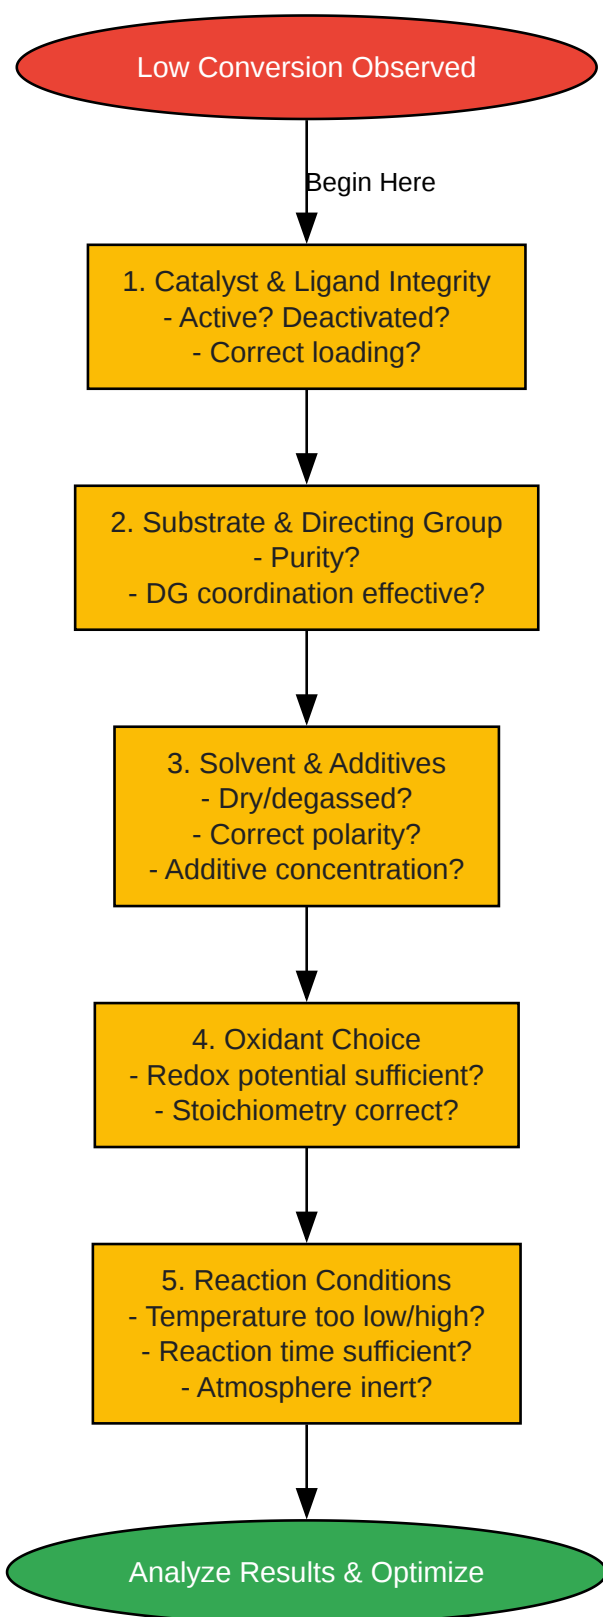 Low Conversion Observed
Begin Here
1. Catalyst & Ligand Integrity
- Active? Deactivated?
- Correct loading?
2. Substrate & Directing Group
- Purity?
- DG coordination effective?
3. Solvent & Additives
- Dry/degassed?
- Correct polarity?
- Additive concentration?
4. Oxidant Choice
- Redox potential sufficient?
- Stoichiometry correct?
5. Reaction Conditions
- Temperature too low/high?
- Reaction time sufficient?
- Atmosphere inert?
Analyze Results & Optimize